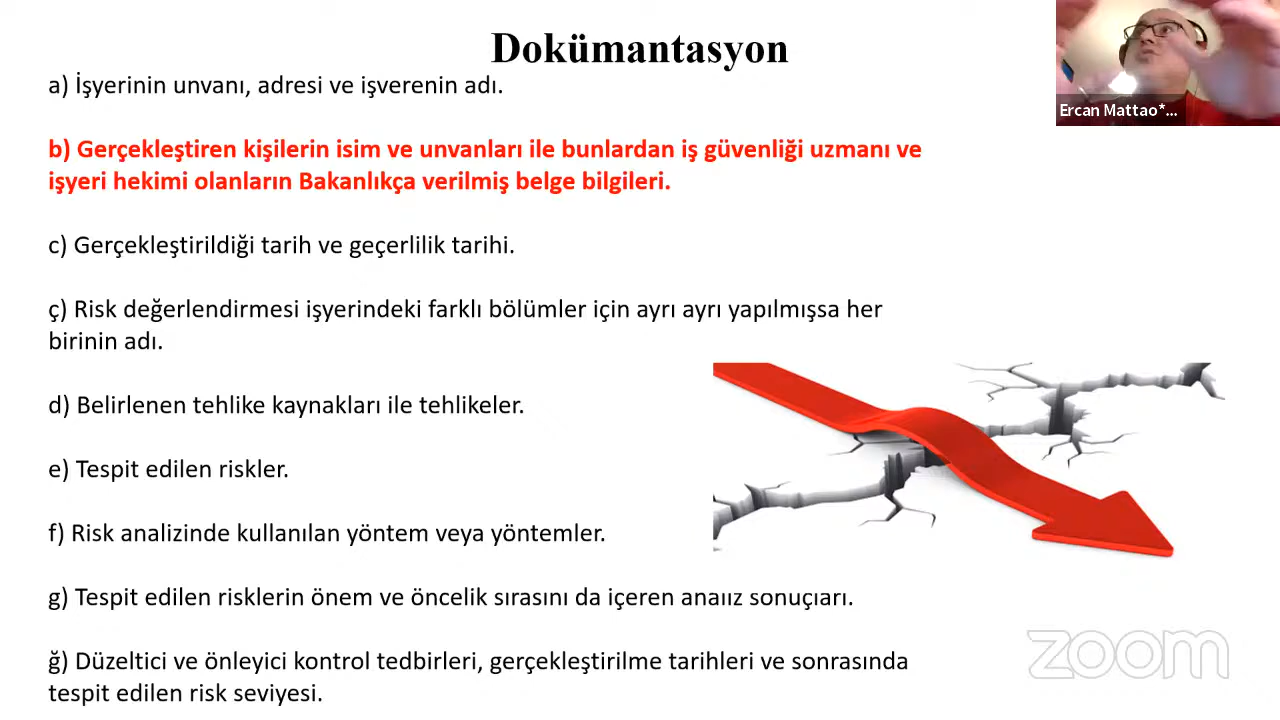 Dokümantasyon
a) İşyerinin unvanı, adresi ve işverenin adı.
b) Gerçekleştiren kişilerin isim ve unvanları ile bunlardan iş güvenliği uzmanı ve
işyeri hekimi olanların Bakanlıkça verilmiş belge bilgileri.
c) Gerçekleştirildiği tarih ve geçerlilik tarihi.
ç) Risk değerlendirmesi işyerindeki farklı bölümler için ayrı ayrı yapılmışsa her
birinin adı.
d) Belirlenen tehlike kaynakları ile tehlikeler.
e) Tespit edilen riskler.
f) Risk analizinde kullanılan yöntem veya yöntemler.
g) Tespit edilen risklerin önem ve öncelik sırasını da içeren anaıız sonuçıarı.
ğ) Düzeltici ve önleyici kontrol tedbirleri, gerçekleştirilme tarihleri ve sonrasında
tespit edilen risk seviyesi.
Ercan Mattao*...
zoom